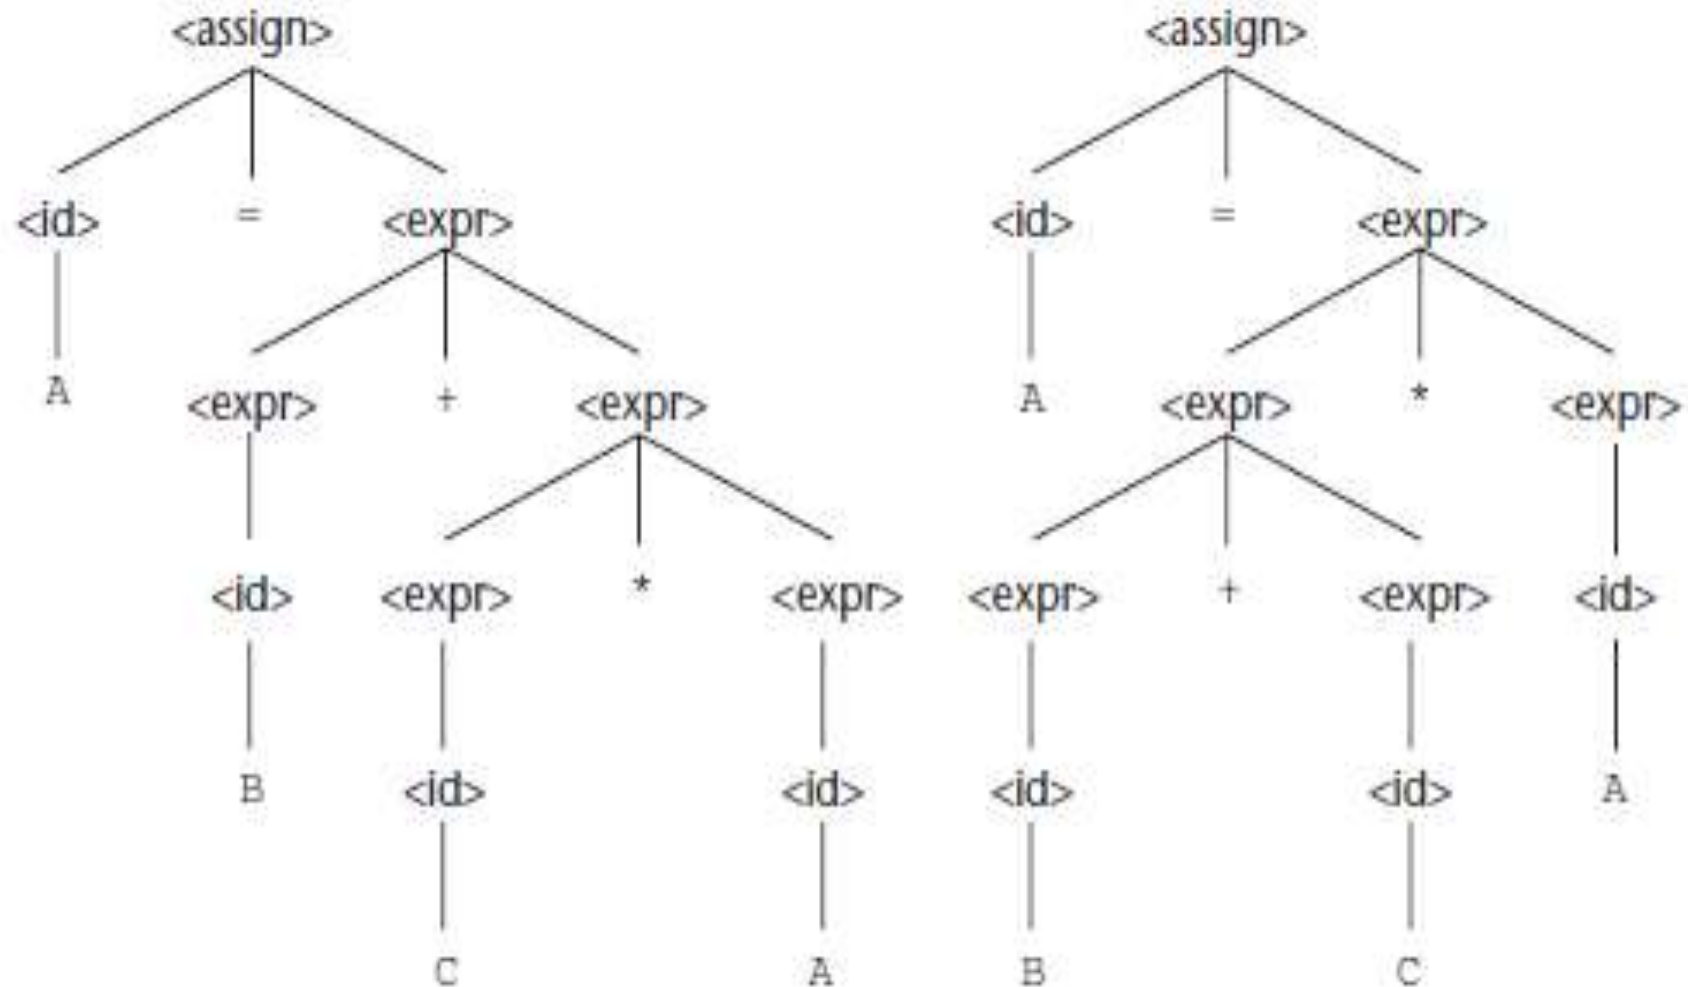 <assign> <assign>
<id> = <expr> <id> = <expr>
A <expr> + <expr> A <expr> * <expr>
<id> <expr> * <expr> <expr> + <expr> <id>
B <id> <id> <id> <id> A
C A B C